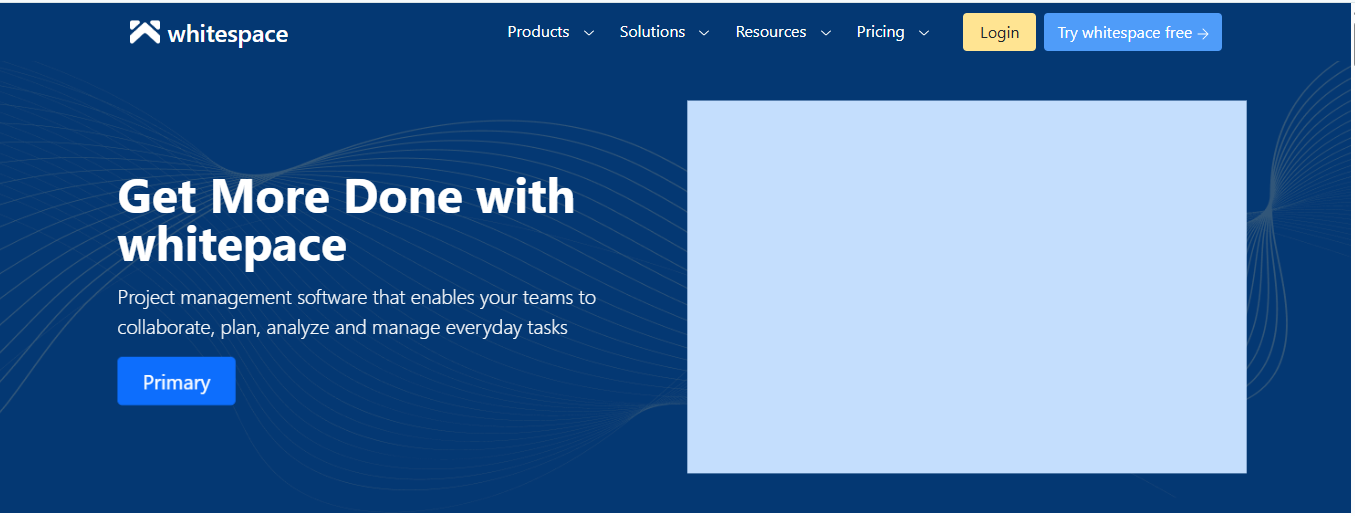 whitespace
Products
Solutions
Resources
Pricing
Login
Try whitespace free →
Get More Done with
whitepace
Project management software that enables your teams to
collaborate, plan, analyze and manage everyday tasks
Primary